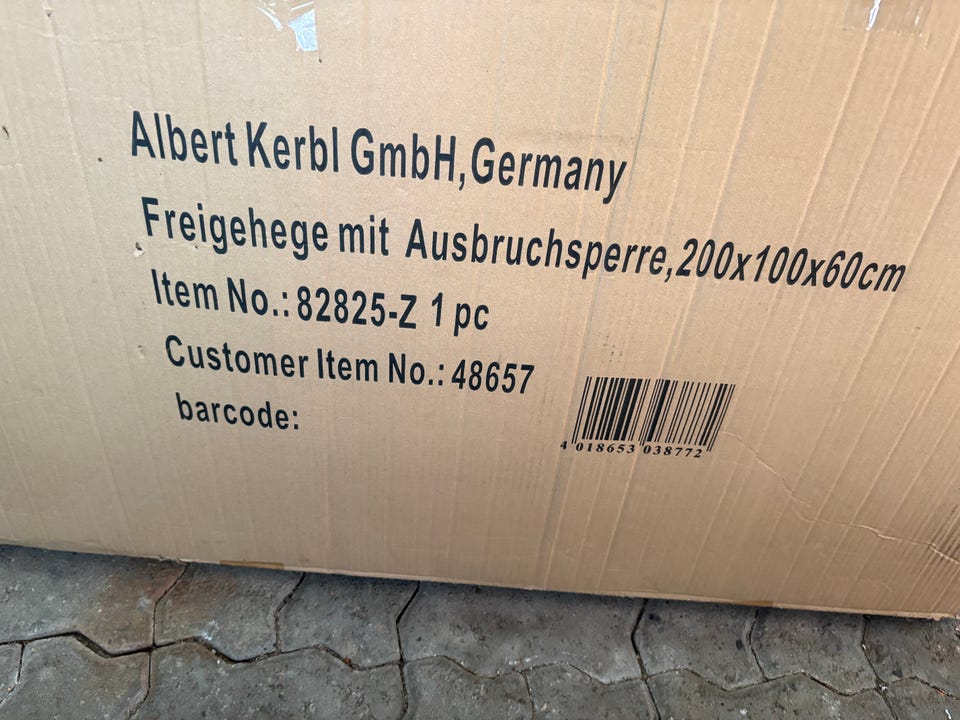 Albert Kerbl GmbH,Germany
Freigehege mit Ausbruchsperre,200x100x60cm
Item No.:82825-Z 1 pc
Customer Item No.:48657
barcode:
4 018653 038772